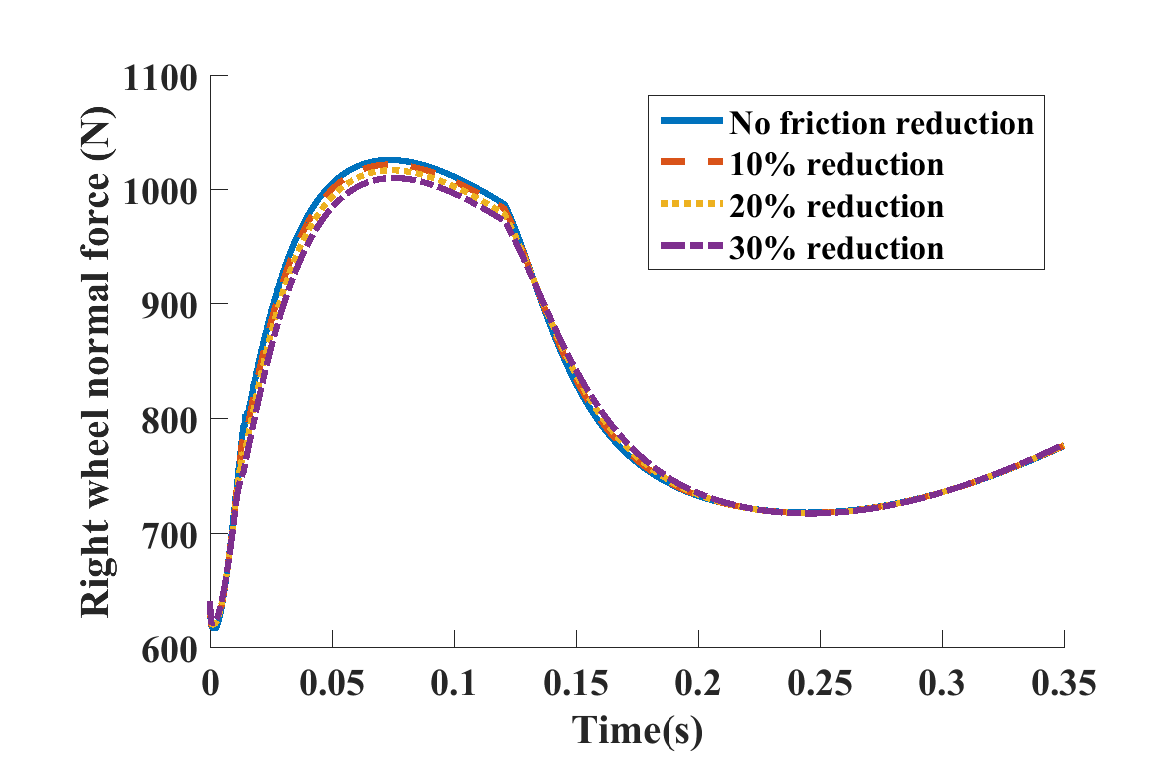 1100
1000
900
800
700
600
Right wheel normal force (N)
No friction reduction
10% reduction
20% reduction
30% reduction
0 0.05 0.1 0.15 0.2 0.25 0.3 0.35
Time(s)